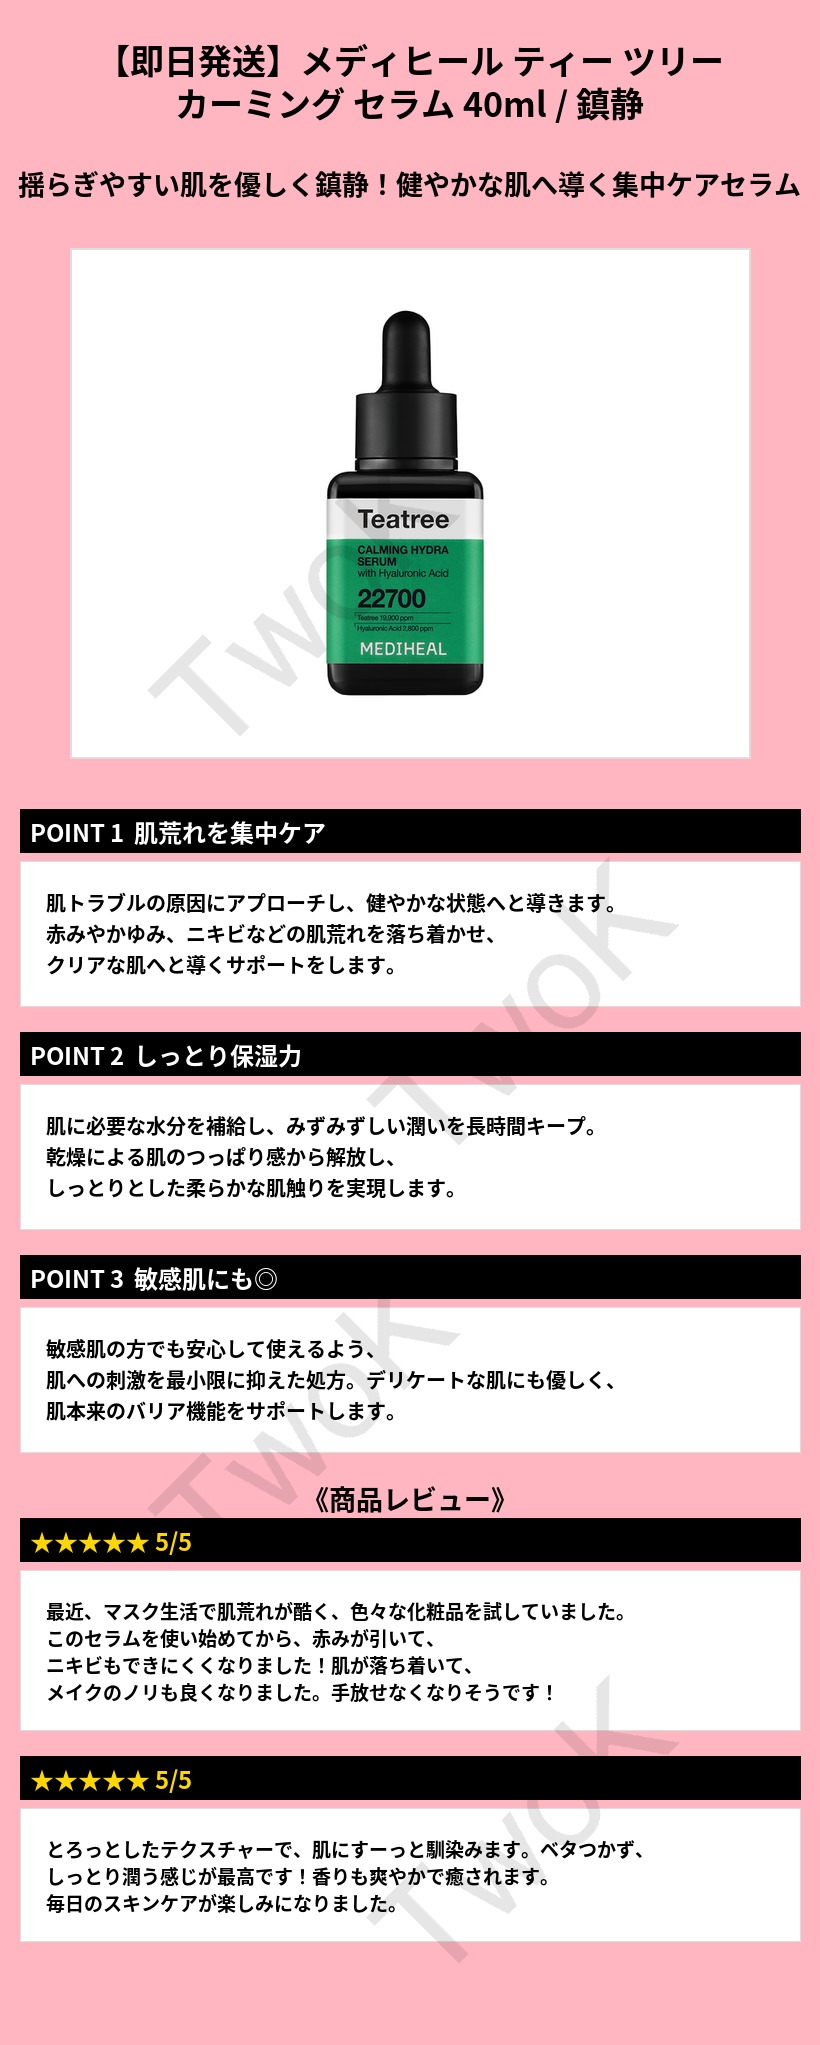 【即日発送】メディヒール ティー ツリー
カーミング セラム 40ml / 鎮静
揺らぎやすい肌を優しく鎮静！健やかな肌へ導く集中ケアセラム
Teatree
CALMING HYDRA
SERUM
with Hyaluronic Acid
22700
Teatree 19,900 ppm
Hyaluronic Acid 2,800 ppm
MEDIHEAL
TwoK
POINT 1 肌荒れを集中ケア
肌トラブルの原因にアプローチし、健やかな状態へと導きます。
赤みやかゆみ、ニキビなどの肌荒れを落ち着かせ、
クリアな肌へと導くサポートをします。
TwoK
POINT 2 しっとり保湿力
肌に必要な水分を補給し、みずみずしい潤いを長時間キープ。
乾燥による肌のつっぱり感から解放し、
しっとりとした柔らかな肌触りを実現します。
POINT 3 敏感肌にも◎
敏感肌の方でも安心して使えるよう、
肌への刺激を最小限に抑えた処方。デリケートな肌にも優しく、
肌本来のバリア機能をサポートします。
TwoK
《商品レビュー》
★★★★★ 5/5
最近、マスク生活で肌荒れが酷く、色々な化粧品を試していました。
このセラムを使い始めてから、赤みが引いて、
ニキビもできにくくなりました！肌が落ち着いて、
メイクのノリも良くなりました。手放せなくなりそうです！
★★★★★ 5/5
とろっとしたテクスチャーで、肌にすーっと馴染みます。ベタつかず、
しっとり潤う感じが最高です！香りも爽やかで癒されます。
毎日のスキンケアが楽しみになりました。
TwoK